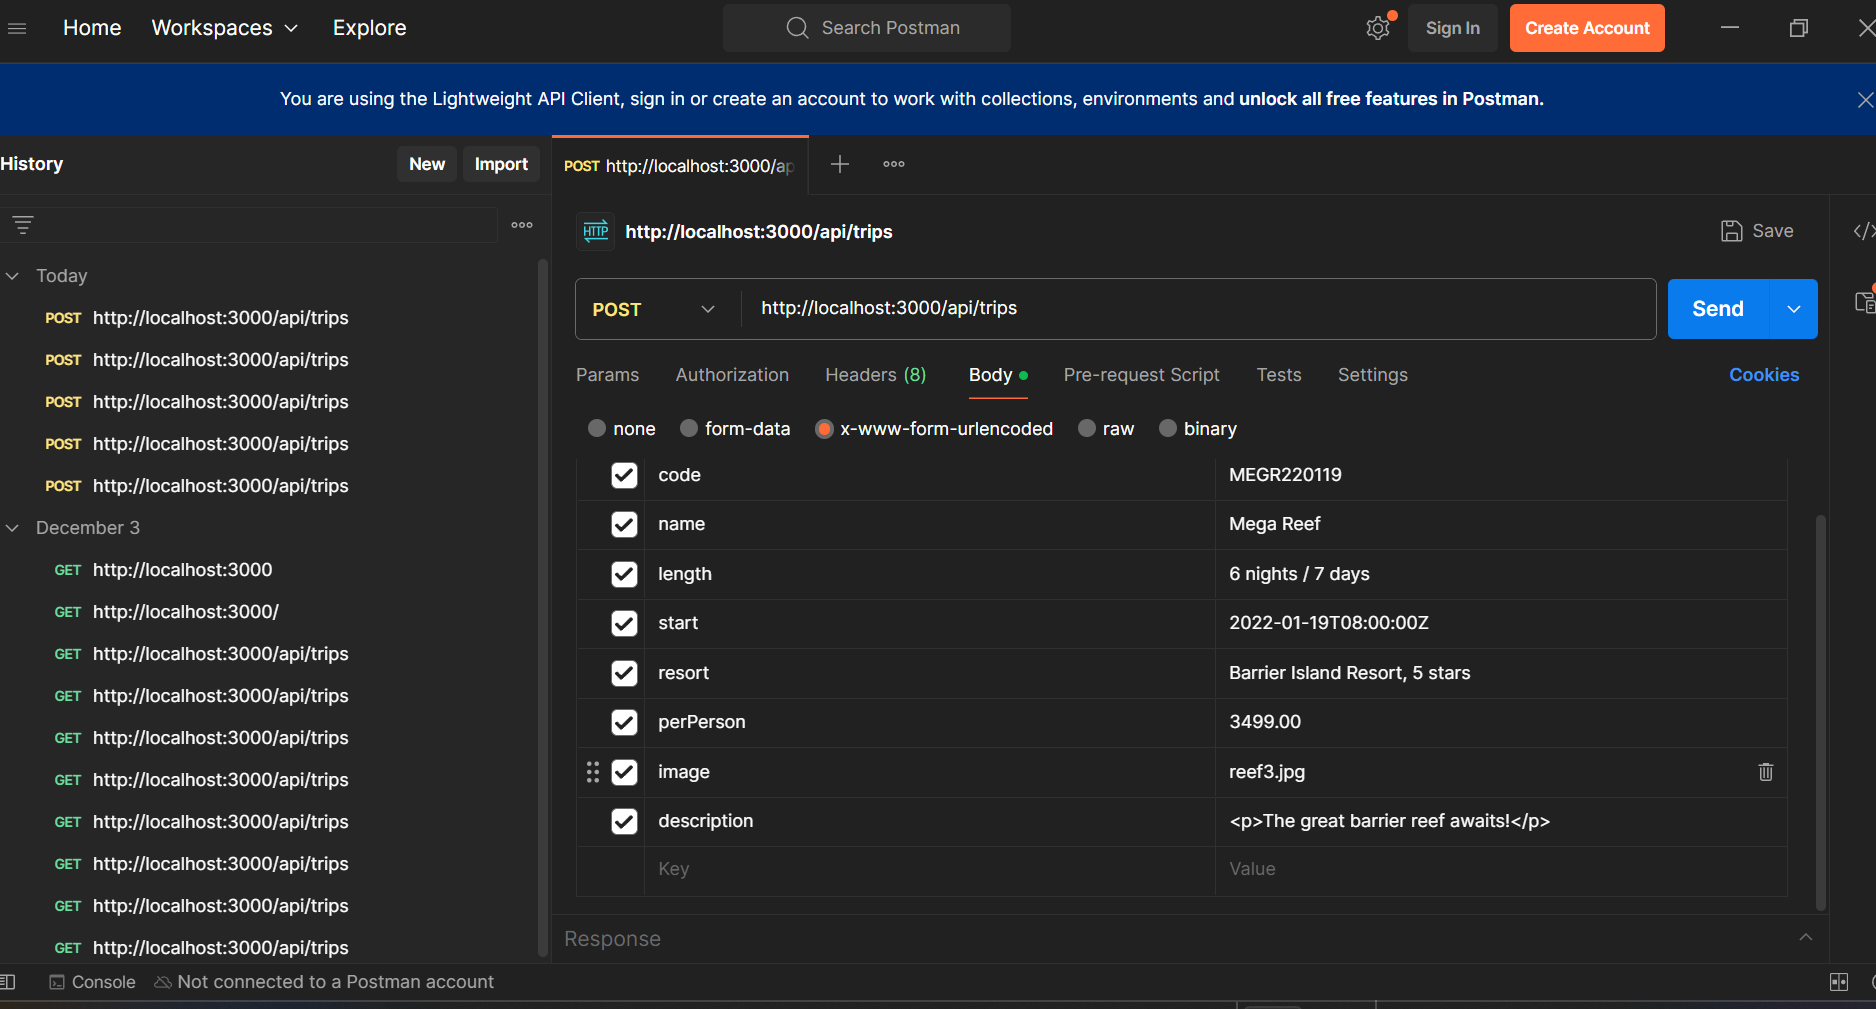 Home Workspaces Explore Search Postman Sign In Create Account
You are using the Lightweight API Client, sign in or create an account to work with collections, environments and unlock all free features in Postman.
History New Import
POST http://localhost:3000/ap
HTTP http://localhost:3000/api/trips Save
Today
POST http://localhost:3000/api/trips
POST http://localhost:3000/api/trips
POST http://localhost:3000/api/trips
POST http://localhost:3000/api/trips
POST http://localhost:3000/api/trips
December 3
GET http://localhost:3000
GET http://localhost:3000/
GET http://localhost:3000/api/trips
GET http://localhost:3000/api/trips
GET http://localhost:3000/api/trips
GET http://localhost:3000/api/trips
GET http://localhost:3000/api/trips
GET http://localhost:3000/api/trips
GET http://localhost:3000/api/trips
GET http://localhost:3000/api/trips
POST http://localhost:3000/api/trips Send
Params Authorization Headers (8) Body Pre-request Script Tests Settings Cookies
none form-data x-www-form-urlencoded raw binary
code MEGR220119
name Mega Reef
length 6 nights / 7 days
start 2022-01-19T08:00:00Z
resort Barrier Island Resort, 5 stars
perPerson 3499.00
image reef3.jpg
description <p>The great barrier reef awaits!</p>
Key Value
Response
Console Not connected to a Postman account